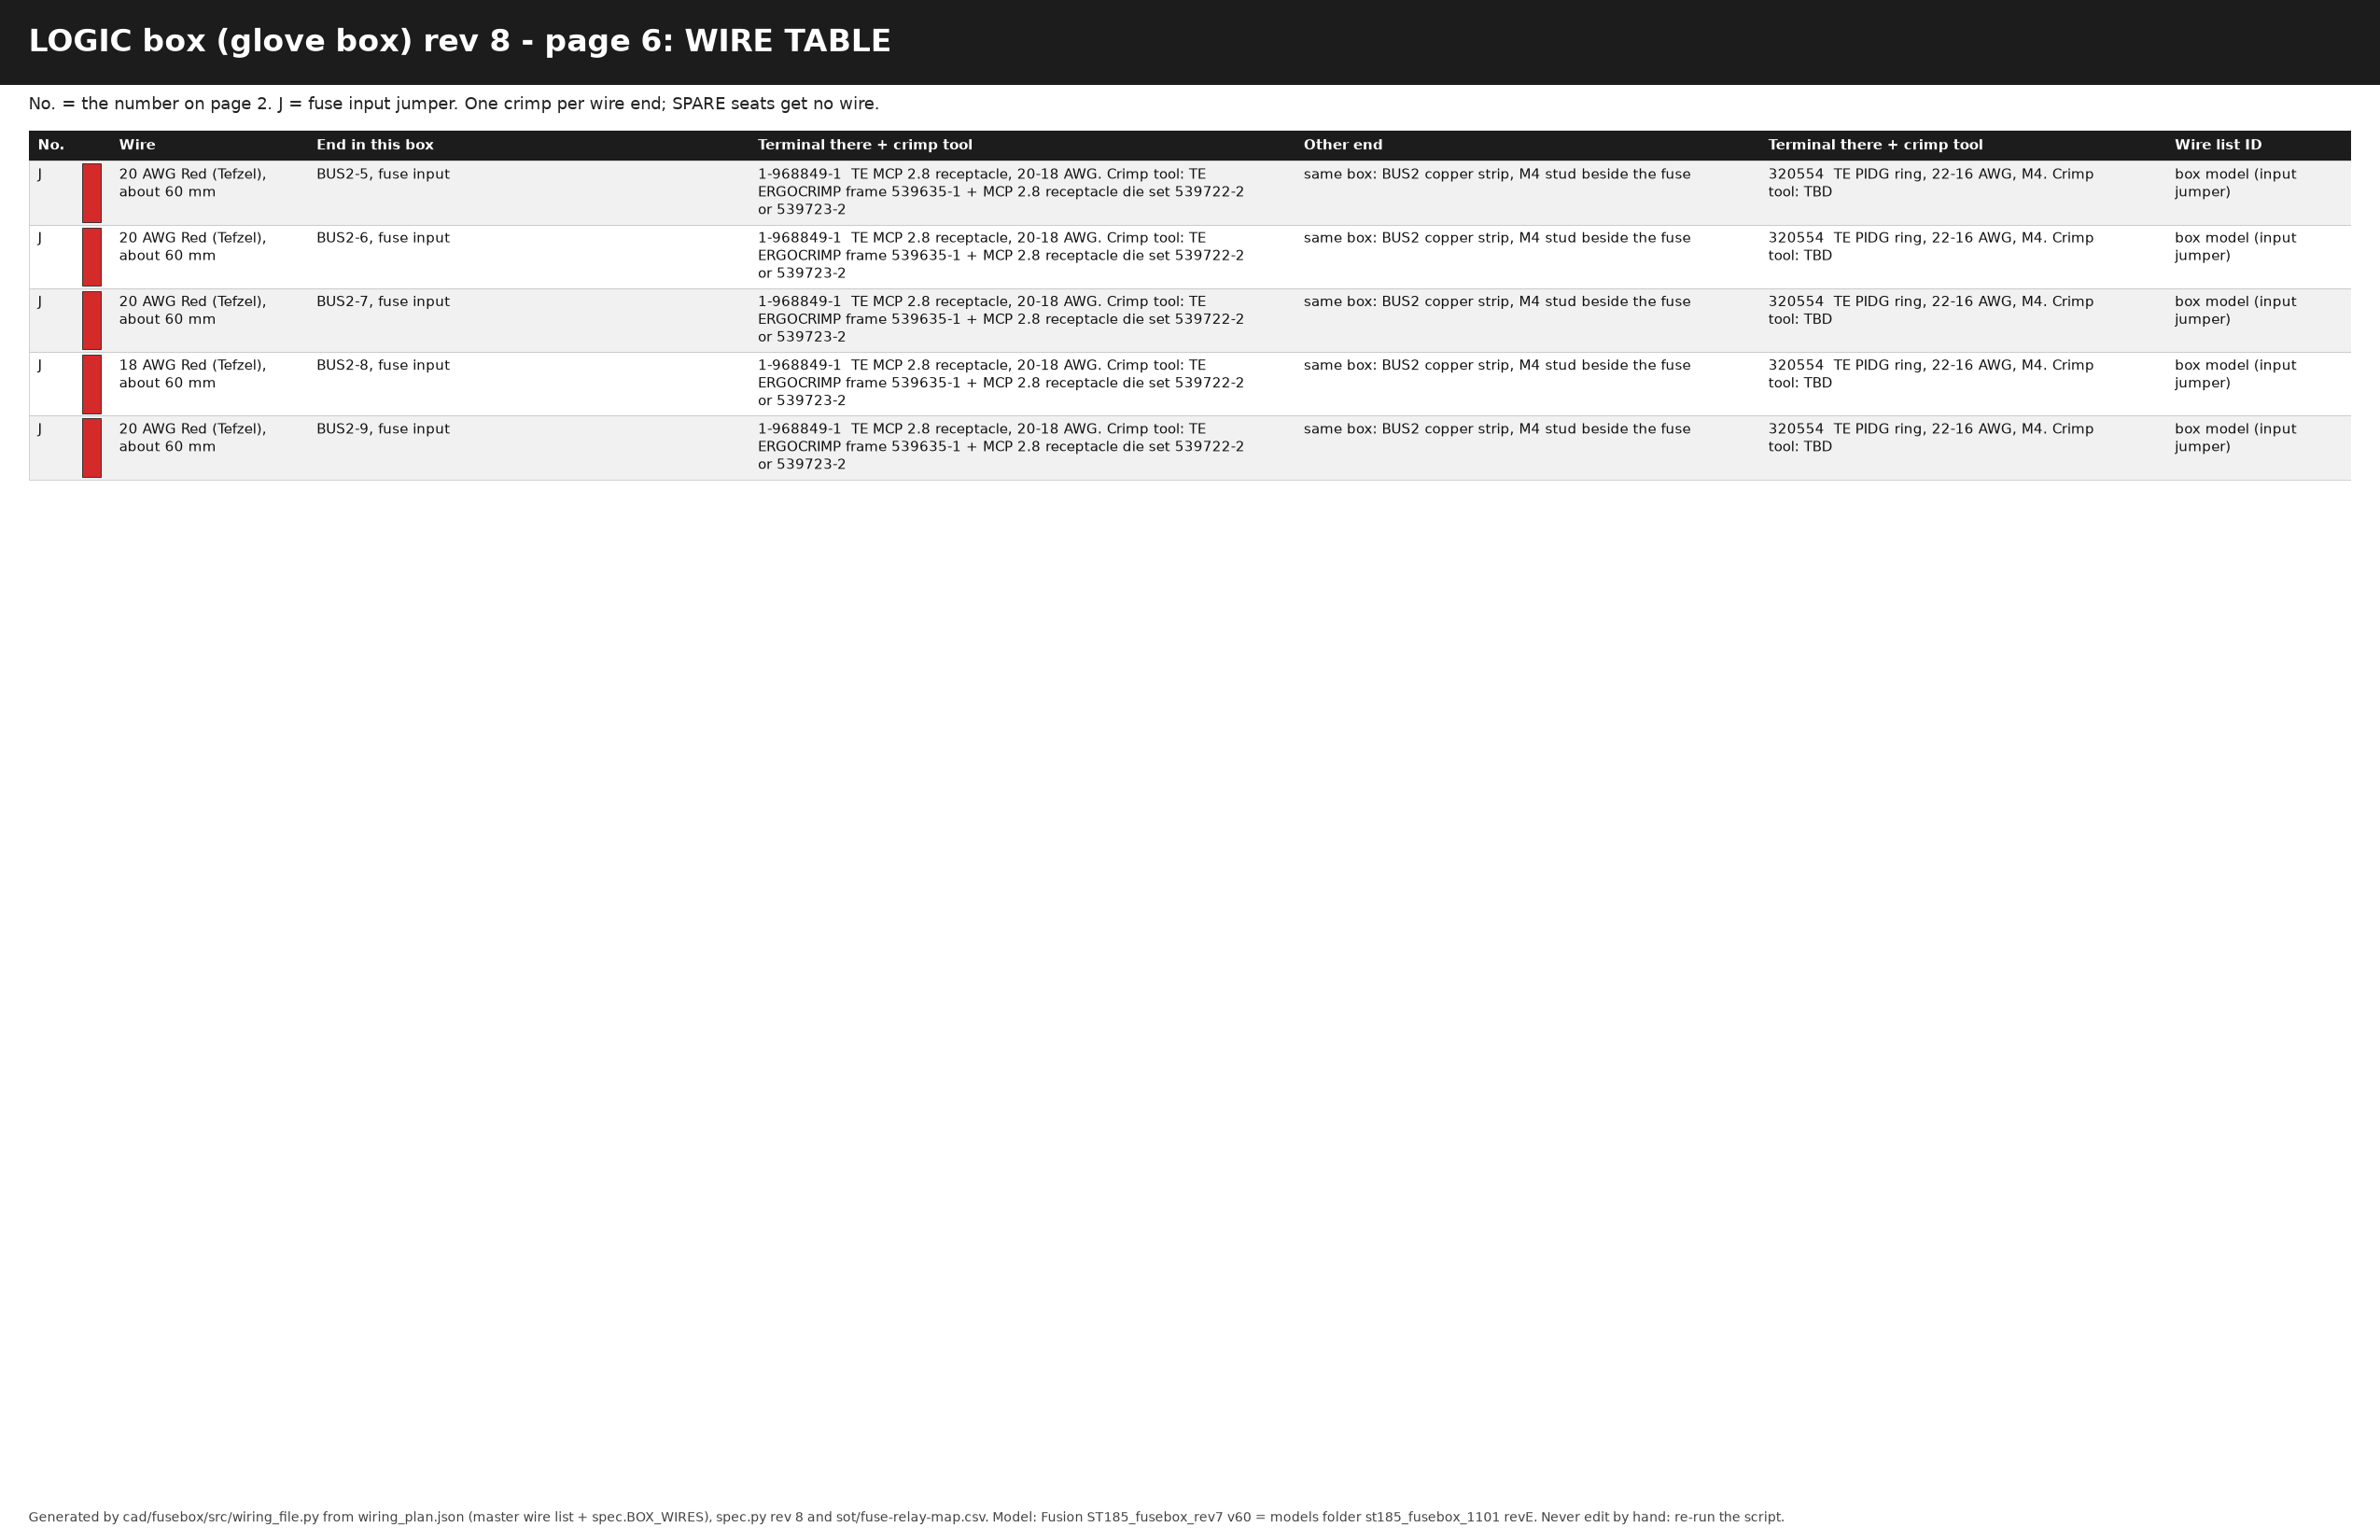 LOGIC box (glove box) rev 8 - page 6: WIRE TABLE
No. = the number on page 2. J = fuse input jumper. One crimp per wire end; SPARE seats get no wire.
No. Wire End in this box Terminal there + crimp tool Other end Terminal there + crimp tool Wire list ID
J 20 AWG Red (Tefzel), BUS2-5, fuse input 1-968849-1 TE MCP 2.8 receptacle, 20-18 AWG. Crimp tool: TE same box: BUS2 copper strip, M4 stud beside the fuse 320554 TE PIDG ring, 22-16 AWG, M4. Crimp box model (input
about 60 mm ERGOCRIMP frame 539635-1 + MCP 2.8 receptacle die set 539722-2 tool: TBD jumper)
or 539723-2
J 20 AWG Red (Tefzel), BUS2-6, fuse input 1-968849-1 TE MCP 2.8 receptacle, 20-18 AWG. Crimp tool: TE same box: BUS2 copper strip, M4 stud beside the fuse 320554 TE PIDG ring, 22-16 AWG, M4. Crimp box model (input
about 60 mm ERGOCRIMP frame 539635-1 + MCP 2.8 receptacle die set 539722-2 tool: TBD jumper)
or 539723-2
J 20 AWG Red (Tefzel), BUS2-7, fuse input 1-968849-1 TE MCP 2.8 receptacle, 20-18 AWG. Crimp tool: TE same box: BUS2 copper strip, M4 stud beside the fuse 320554 TE PIDG ring, 22-16 AWG, M4. Crimp box model (input
about 60 mm ERGOCRIMP frame 539635-1 + MCP 2.8 receptacle die set 539722-2 tool: TBD jumper)
or 539723-2
J 18 AWG Red (Tefzel), BUS2-8, fuse input 1-968849-1 TE MCP 2.8 receptacle, 20-18 AWG. Crimp tool: TE same box: BUS2 copper strip, M4 stud beside the fuse 320554 TE PIDG ring, 22-16 AWG, M4. Crimp box model (input
about 60 mm ERGOCRIMP frame 539635-1 + MCP 2.8 receptacle die set 539722-2 tool: TBD jumper)
or 539723-2
J 20 AWG Red (Tefzel), BUS2-9, fuse input 1-968849-1 TE MCP 2.8 receptacle, 20-18 AWG. Crimp tool: TE same box: BUS2 copper strip, M4 stud beside the fuse 320554 TE PIDG ring, 22-16 AWG, M4. Crimp box model (input
about 60 mm ERGOCRIMP frame 539635-1 + MCP 2.8 receptacle die set 539722-2 tool: TBD jumper)
or 539723-2
Generated by cad/fusebox/src/wiring_file.py from wiring_plan.json (master wire list + spec.BOX_WIRES), spec.py rev 8 and sot/fuse-relay-map.csv. Model: Fusion ST185_fusebox_rev7 v60 = models folder st185_fusebox_1101 revE. Never edit by hand: re-run the script.